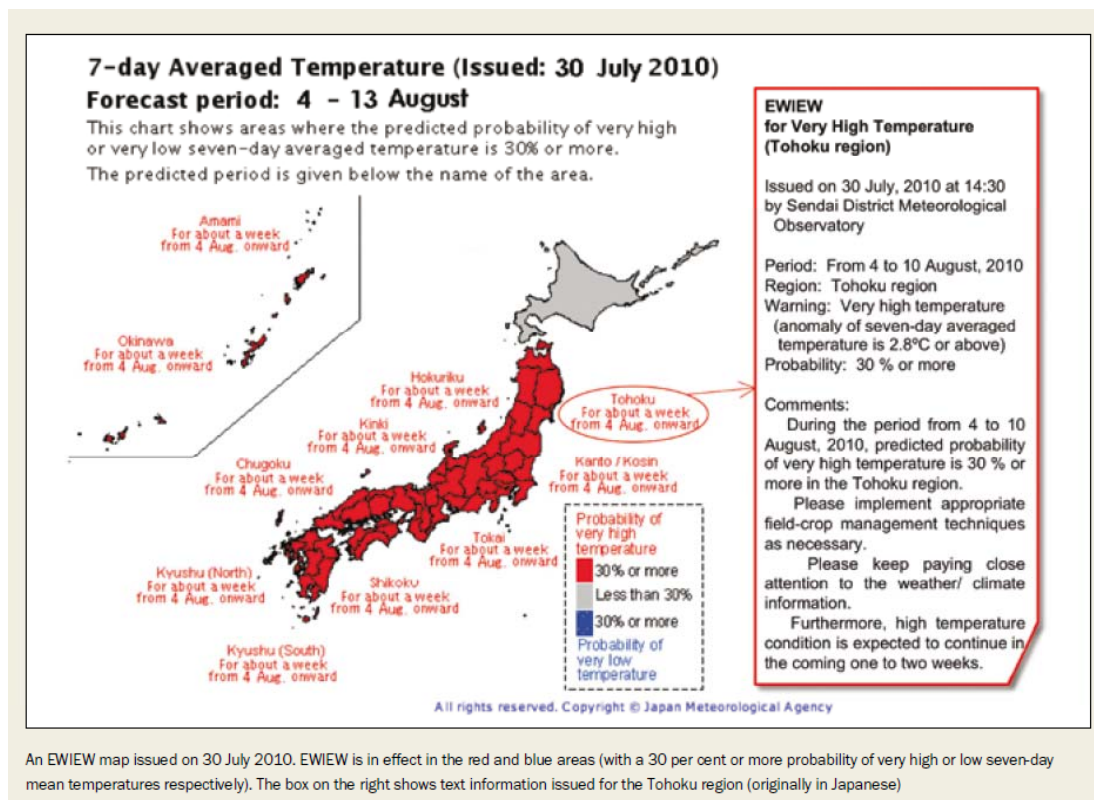 7-day Averaged Temperature (Issued: 30 July 2010)
Forecast period: 4 – 13 August
This chart shows areas where the predicted probability of very high
or very low seven-day averaged temperature is 30% or more.
The predicted period is given below the name of the area.
Amami
For about a week
from 4 Aug. onward
Okinawa
For about a week
from 4 Aug. onward
Hokuriku
For about a week
from 4 Aug. onward
Kinki
For about a week
from 4 Aug. onward
Chugoku
For about a week
from 4 Aug. onward
Tohoku
For about a week
from 4 Aug. onward
Kanto / Kosin
For about a week
from 4 Aug. onward
Tokai
For about a week
from 4 Aug. onward
Shikoku
For about a week
from 4 Aug. onward
Kyushu (North)
For about a week
from 4 Aug. onward
Kyushu (South)
For about a week
from 4 Aug. onward
Probability of
very high
temperature
30% or more
Less than 30%
30% or more
Probability of
very low
temperature
All rights reserved. Copyright © Japan Meteorological Agency
EWIEW
for Very High Temperature
(Tohoku region)
Issued on 30 July, 2010 at 14:30
by Sendai District Meteorological
Observatory
Period: From 4 to 10 August, 2010
Region: Tohoku region
Warning: Very high temperature
(anomaly of seven-day averaged
temperature is 2.8ºC or above)
Probability: 30 % or more
Comments:
During the period from 4 to 10
August, 2010, predicted probability
of very high temperature is 30 % or
more in the Tohoku region.
Please implement appropriate
field-crop management techniques
as necessary.
Please keep paying close
attention to the weather/ climate
information.
Furthermore, high temperature
condition is expected to continue in
the coming one to two weeks.
An EWIEW map issued on 30 July 2010. EWIEW is in effect in the red and blue areas (with a 30 per cent or more probability of very high or low seven-day
mean temperatures respectively). The box on the right shows text information issued for the Tohoku region (originally in Japanese)